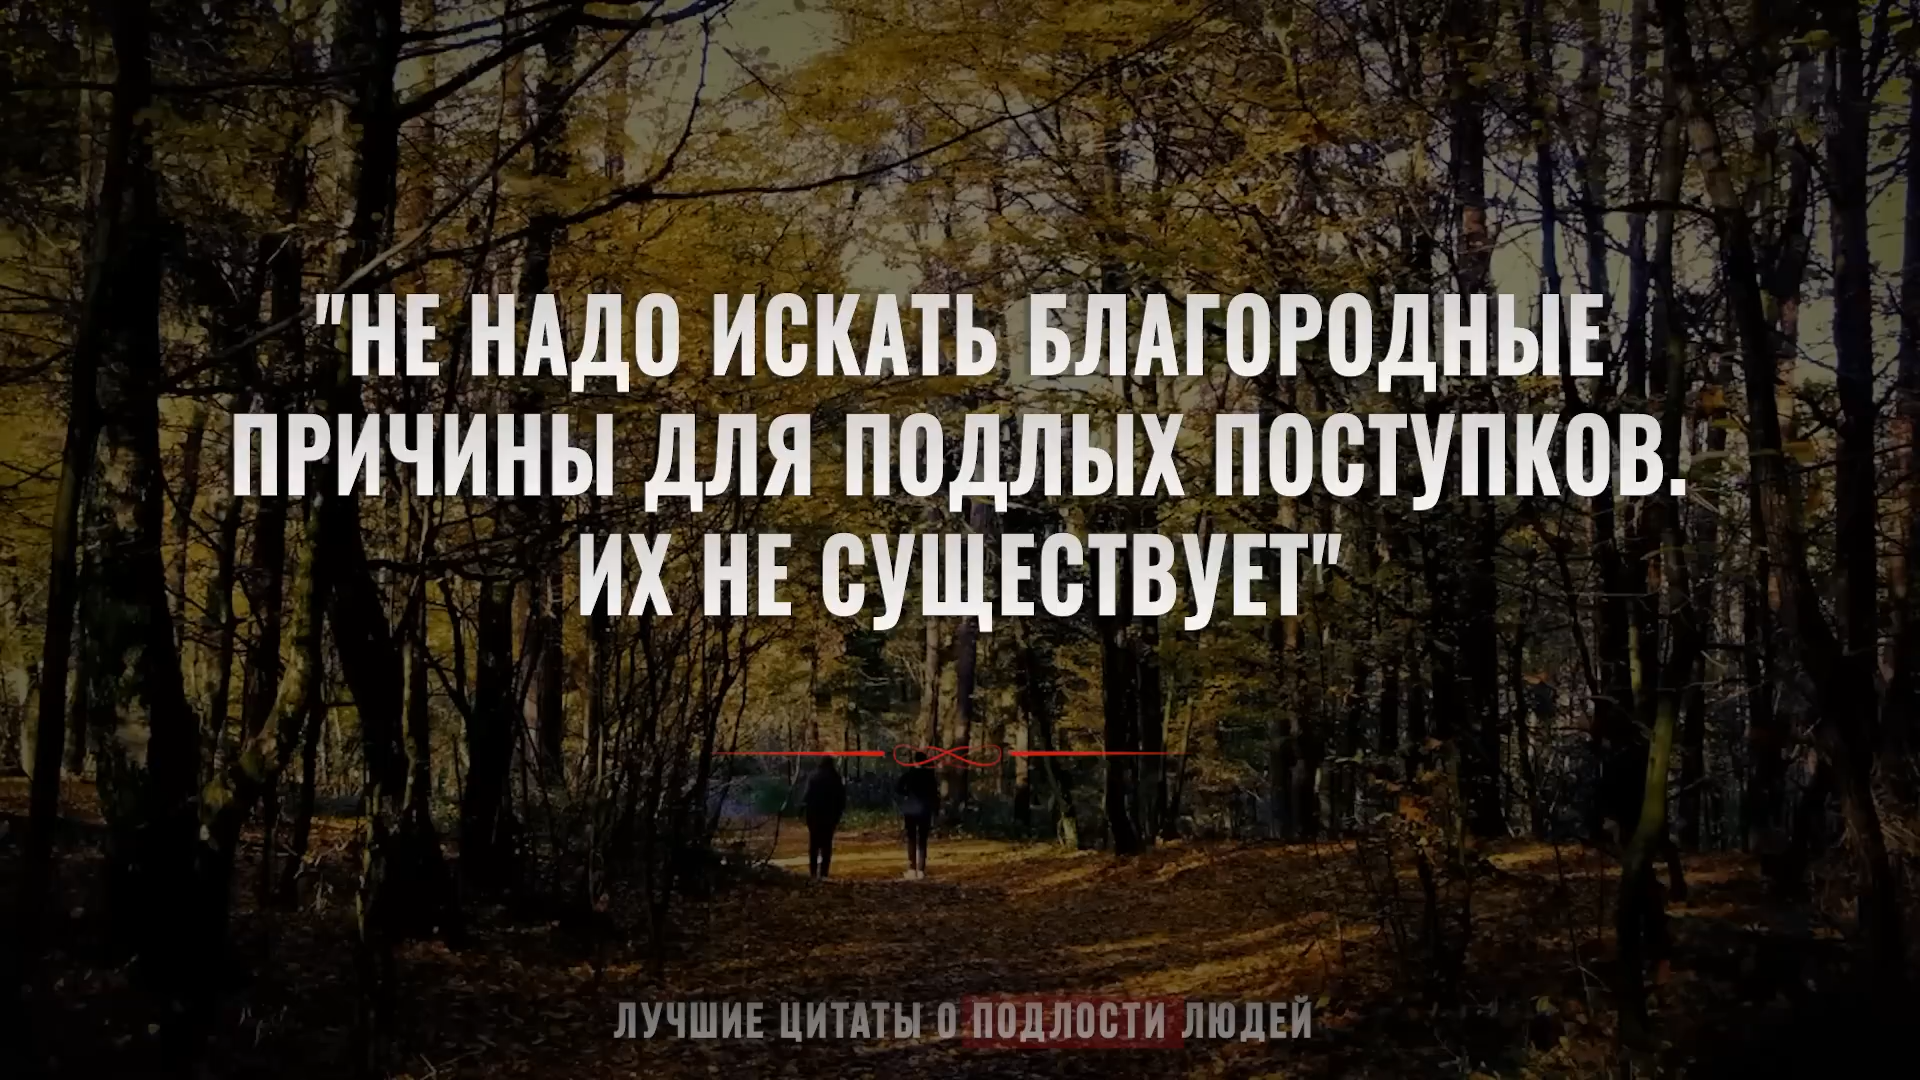 "НЕ НАДО ИСКАТЬ БЛАГОРОДНЫЕ
ПРИЧИНЫ ДЛЯ ПОДЛЫХ ПОСТУПКОВ.
ИХ НЕ СУЩЕСТВУЕТ"
ЛУЧШИЕ ЦИТАТЫ О ПОДЛОСТИ ЛЮДЕЙ